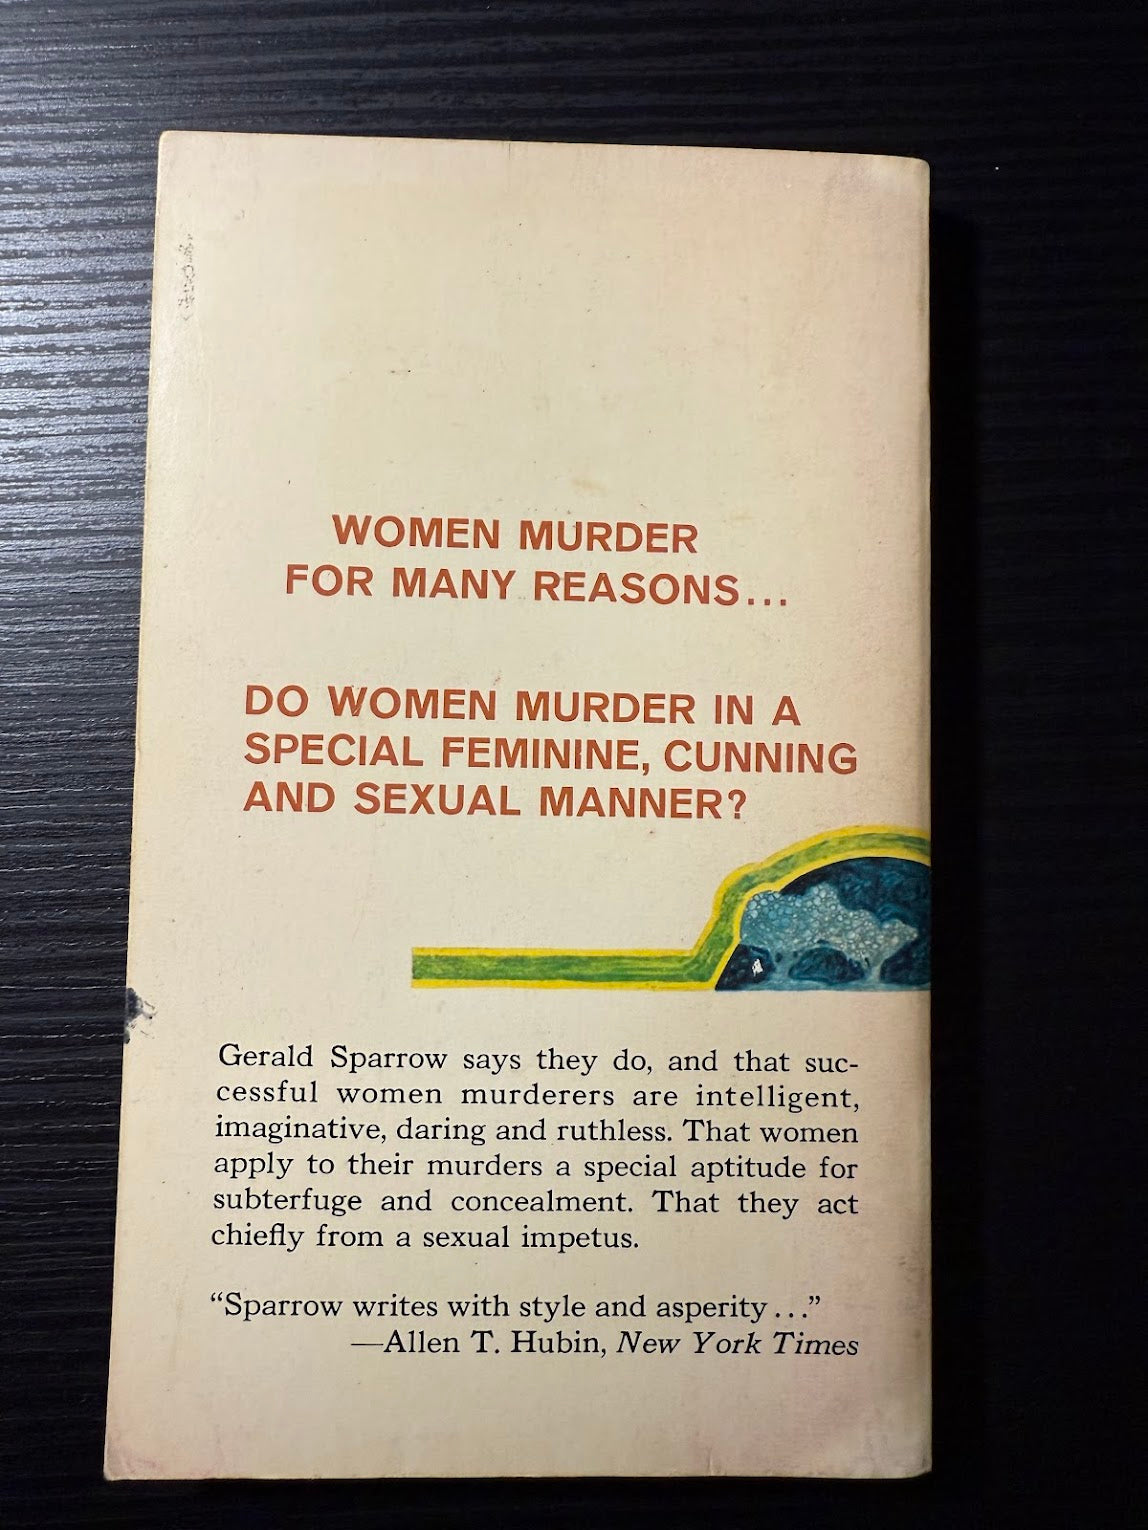 WOMEN MURDER
FOR MANY REASONS...
DO WOMEN MURDER IN A
SPECIAL FEMININE, CUNNING
AND SEXUAL MANNER?
Gerald Sparrow says they do, and that suc-
cessful women murderers are intelligent,
imaginative, daring and ruthless. That women
apply to their murders a special aptitude for
subterfuge and concealment. That they act
chiefly from a sexual impetus.
“Sparrow writes with style and asperity...”
—Allen T. Hubin, New York Times